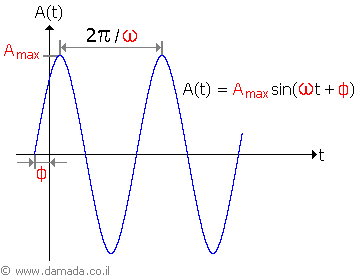 A(t)
2π/ω
Amax
A(t) = Amax sin(ωt + ϕ)
t
ϕ
© www.damada.co.il